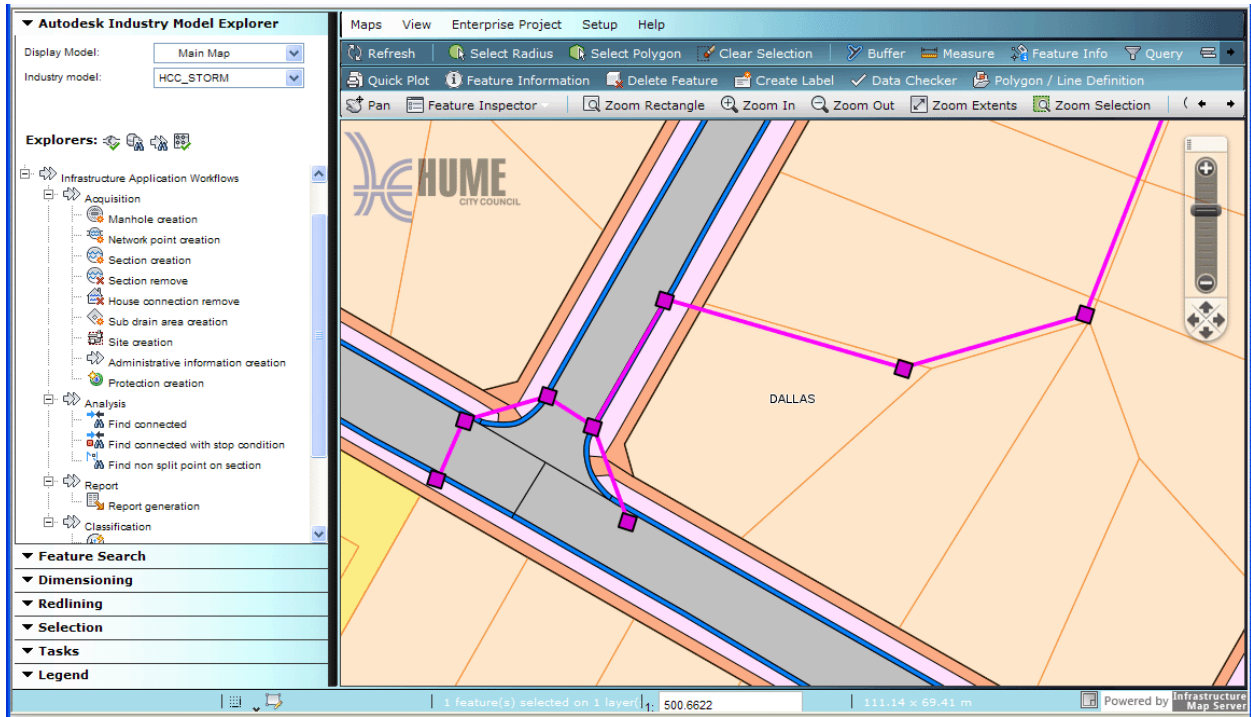 Autodesk Industry Model Explorer
Display Model: Main Map
Industry model: HCC_STORM
Explorers:
Infrastructure Application Workflows
Acquisition
Manhole creation
Network point creation
Section creation
Section remove
House connection remove
Sub drain area creation
Site creation
Administrative information creation
Protection creation
Analysis
Find connected
Find connected with stop condition
Find non split point on section
Report
Report generation
Classification
Feature Search
Dimensioning
Redlining
Selection
Tasks
Legend
Maps View Enterprise Project Setup Help
Refresh Select Radius Select Polygon Clear Selection Buffer Measure Feature Info Query
Quick Plot Feature Information Delete Feature Create Label Data Checker Polygon / Line Definition
Pan Feature Inspector Zoom Rectangle Zoom In Zoom Out Zoom Extents Zoom Selection
HUME
CITY COUNCIL
DALLAS
1 feature(s) selected on 1 layer( 1: 500.6622 111.14 x 69.41 m Powered by Infrastructure
Map Server